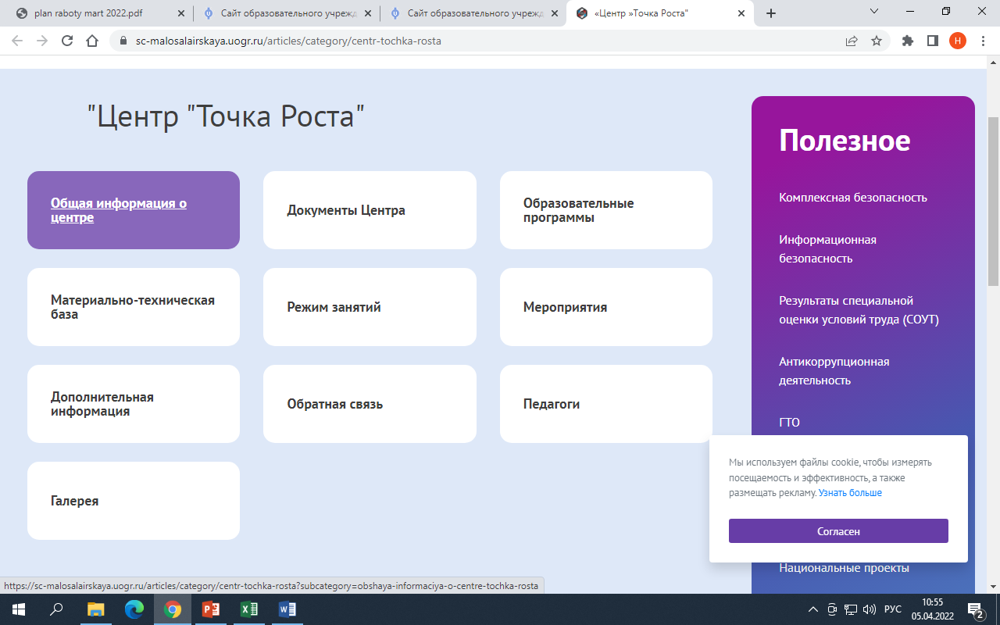 plan raboty mart 2022.pdf
Сайт образовательного учрежд
Сайт образовательного учрежд
«Центр »Точка Роста"
sc-malosalairskaya.uogr.ru/articles/category/centr-tochka-rosta
Н
"Центр "Точка Роста"
Общая информация о
центре
Документы Центра
Образовательные
программы
Материально-техническая
база
Режим занятий
Мероприятия
Дополнительная
информация
Обратная связь
Педагоги
Галерея
Полезное
Комплексная безопасность
Информационная
безопасность
Результаты специальной
оценки условий труда (СОУТ)
Антикоррупционная
деятельность
ГТО
Мы используем файлы cookie, чтобы измерять
посещаемость и эффективность, а также
размещать рекламу. Узнать больше
Согласен
Национальные проекты
https://sc-malosalairskaya.uogr.ru/articles/category/centr-tochka-rosta?subcategory=obshaya-informaciya-o-centre-tochka-rosta
РУС
10:55
05.04.2022
2